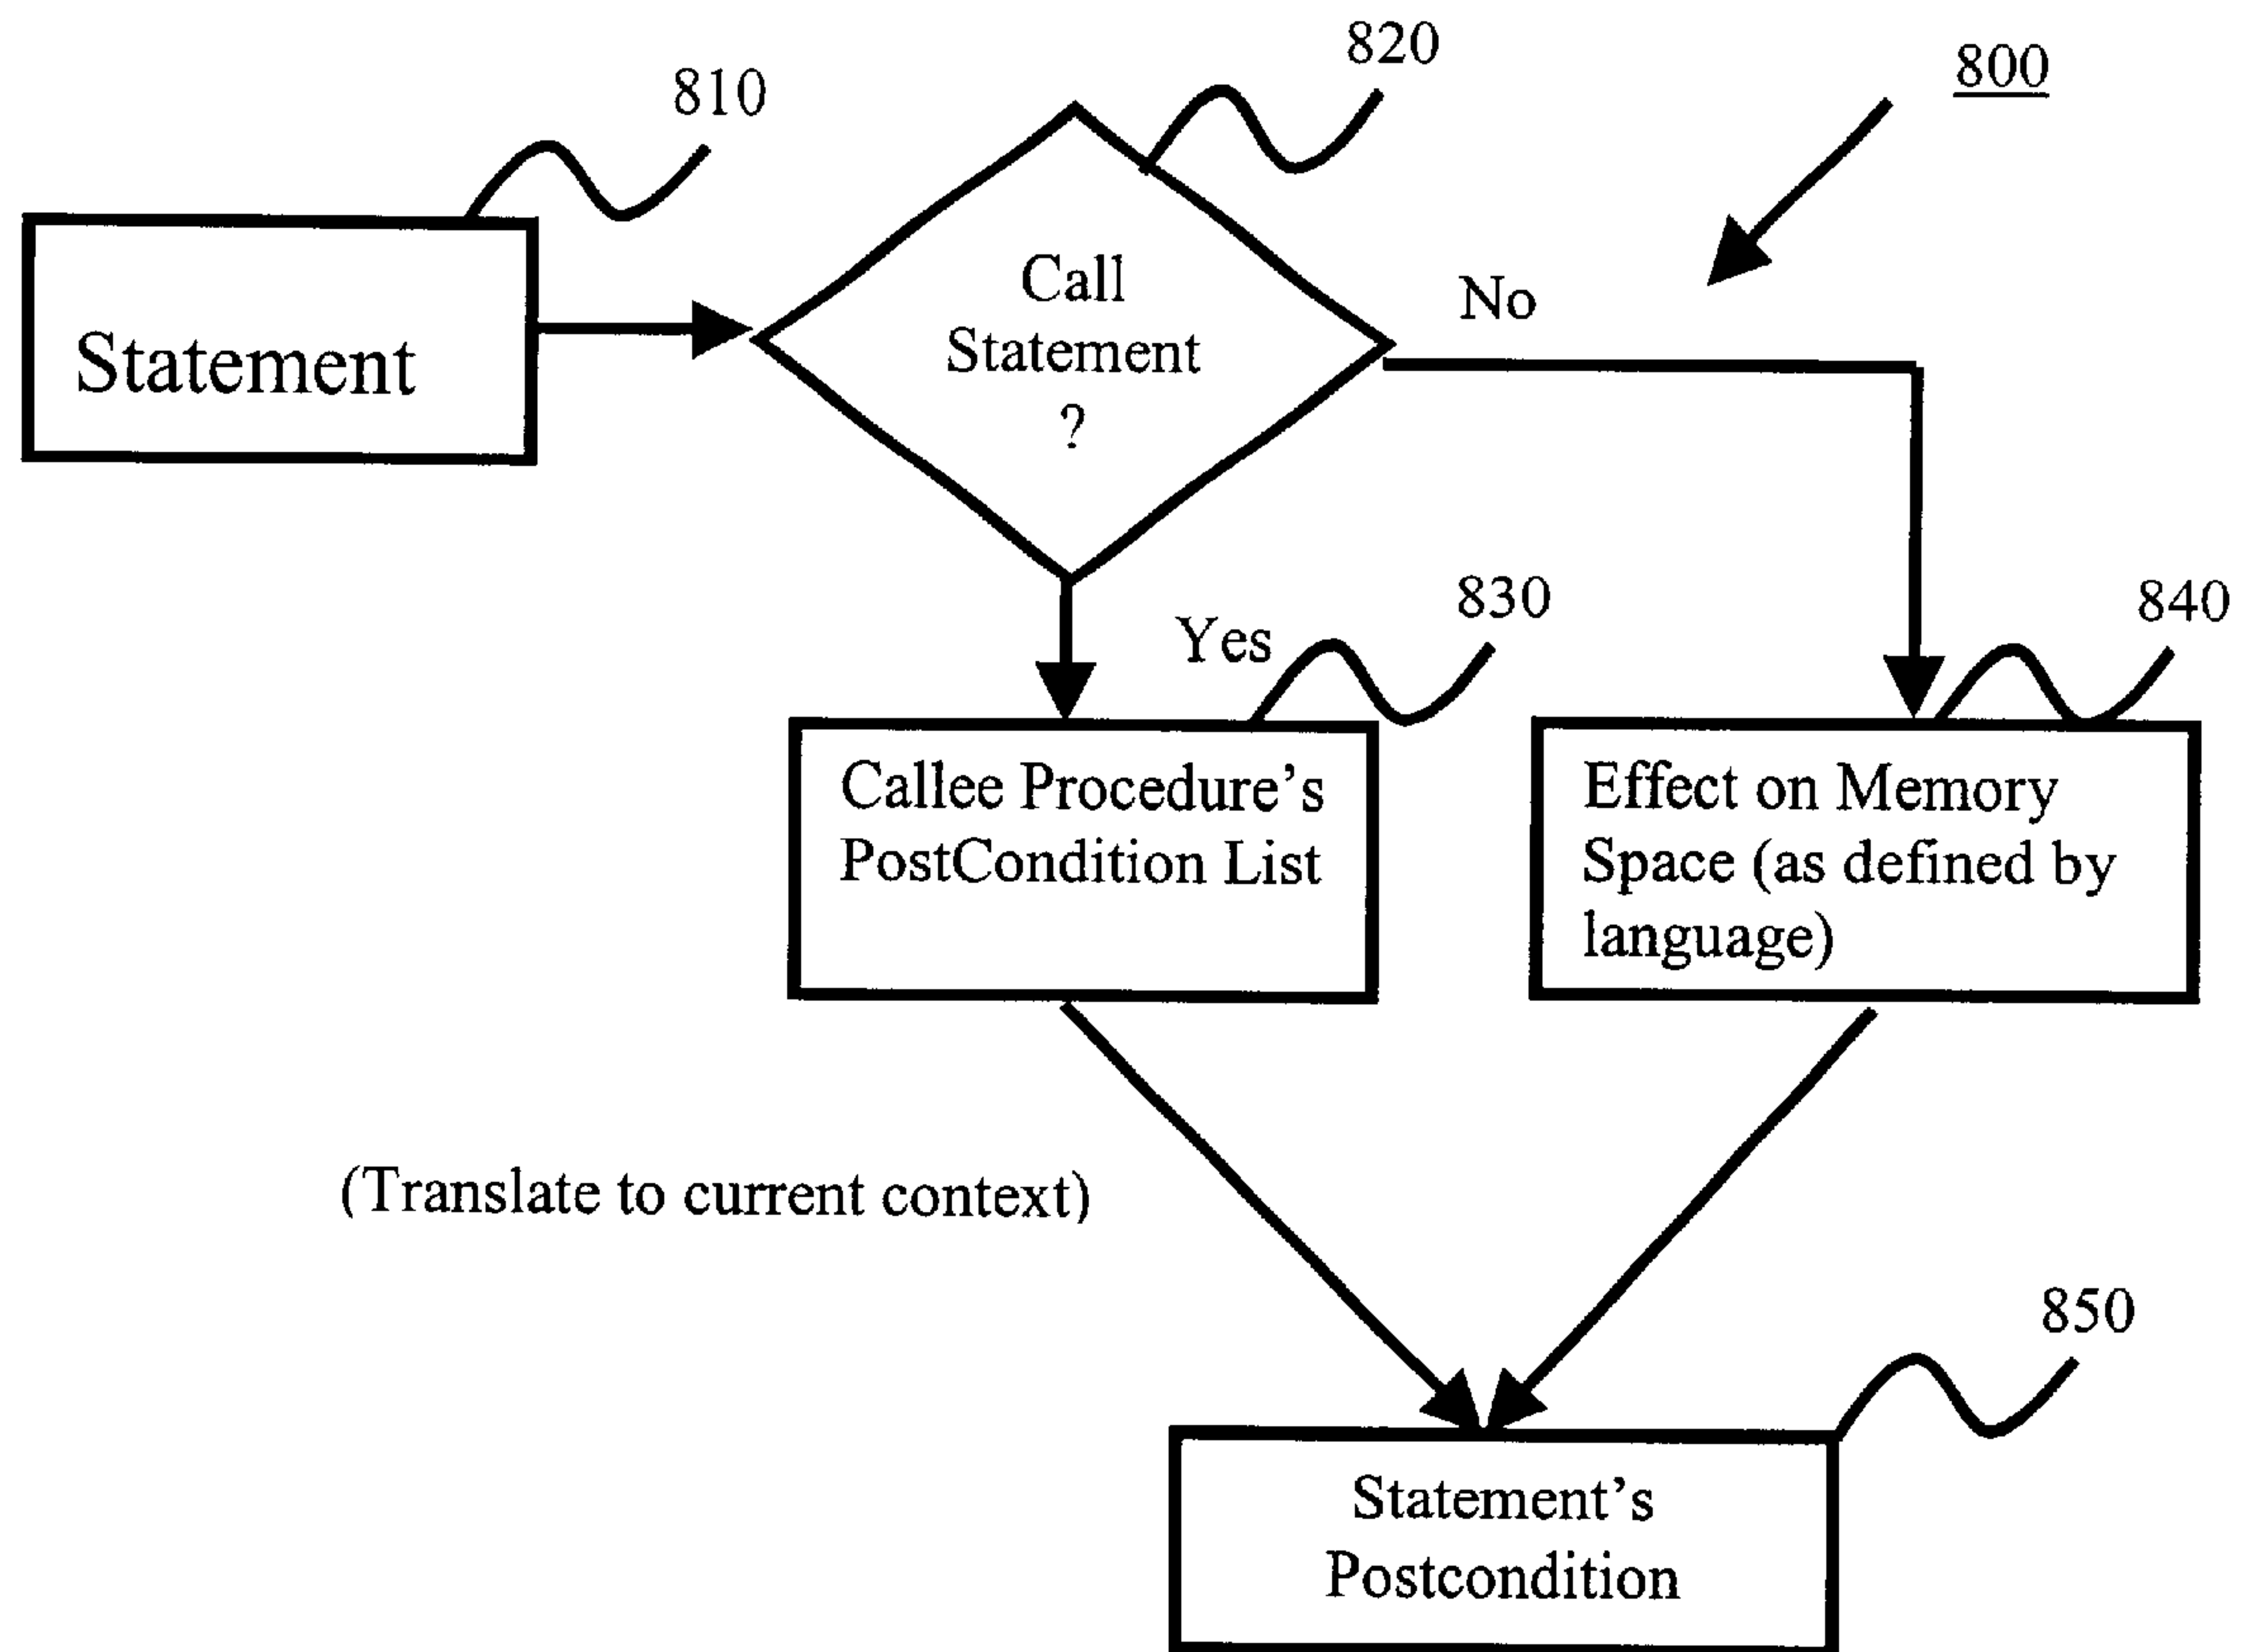 820
800
810
Call
Statement
?
No
Statement
830
840
Yes
Callee Procedure's
PostCondition List
Effect on Memory
Space (as defined by
language)
(Translate to current context)
850
Statement's
Postcondition